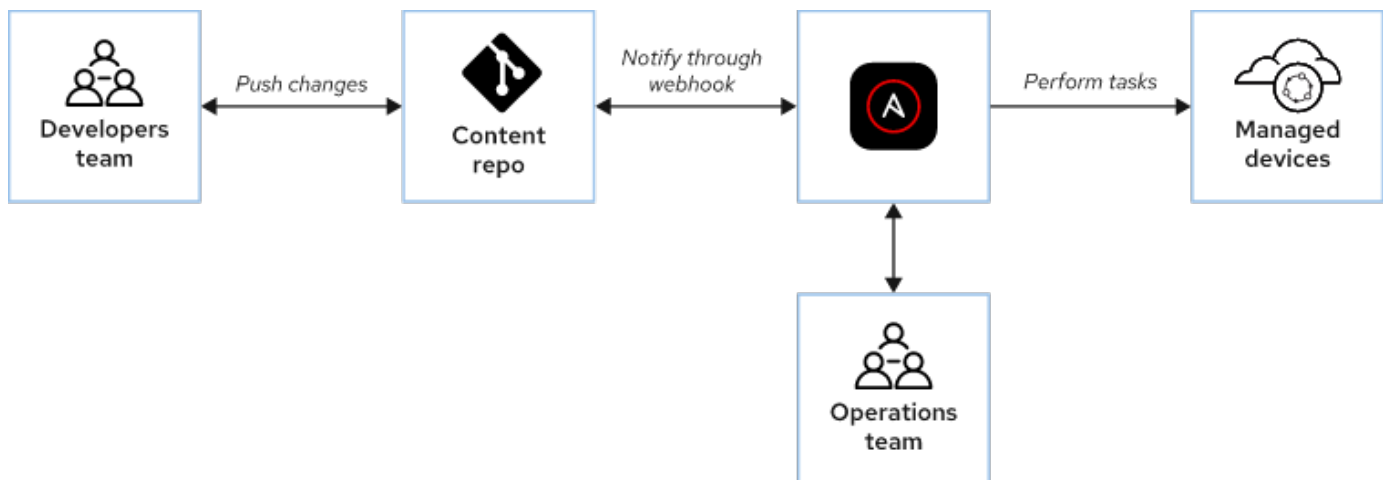 Developers
team
Push changes
Content
repo
Notify through
webhook
Perform tasks
Managed
devices
Operations
team